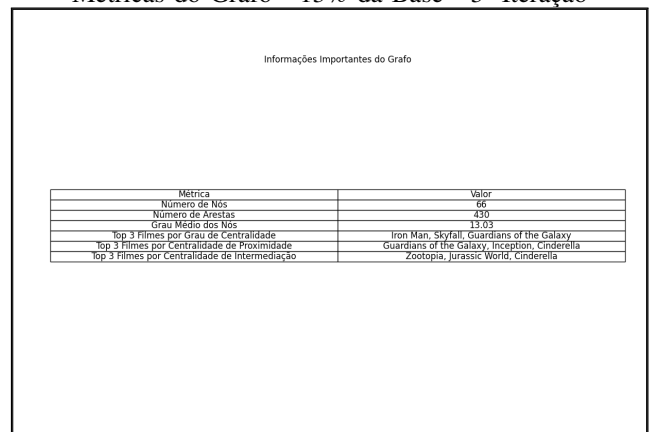 Métricas do Grafo - 15% da Base - 3ª Iteração
Informações Importantes do Grafo
Métrica Valor
Número de Nós 66
Número de Arestas 430
Grau Médio dos Nós 13.03
Top 3 Filmes por Grau de Centralidade Iron Man, Skyfall, Guardians of the Galaxy
Top 3 Filmes por Centralidade de Proximidade Guardians of the Galaxy, Inception, Cinderella
Top 3 Filmes por Centralidade de Intermediação Zootopia, Jurassic World, Cinderella